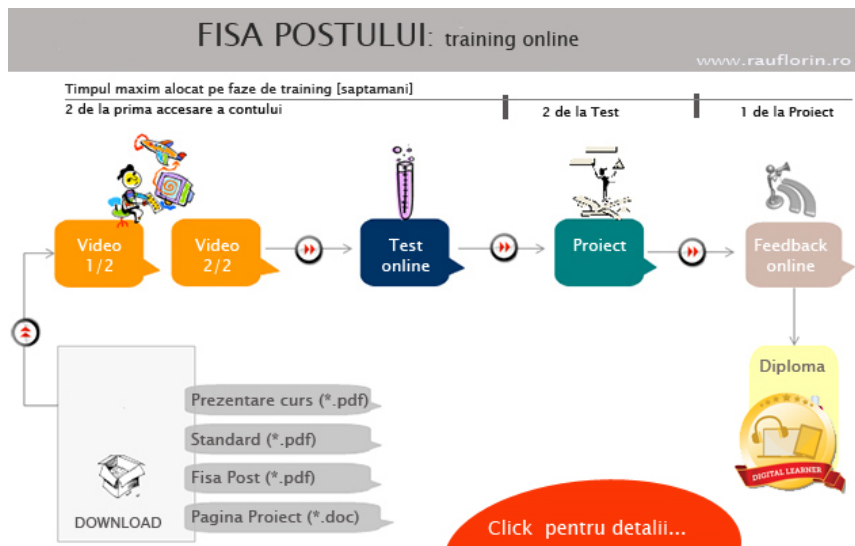 FISA POSTULUI: training online
www.rauflorin.ro
Timpul maxim alocat pe faze de training [saptamani]
2 de la prima accesare a contului
2 de la Test
1 de la Proiect
Video
1/2
Video
2/2
Test
online
Proiect
Feedback
online
Diploma
DIGITAL LEARNER
Prezentare curs (*.pdf)
Standard (*.pdf)
Fisa Post (*.pdf)
Pagina Proiect (*.doc)
DOWNLOAD
Click pentru detalii...